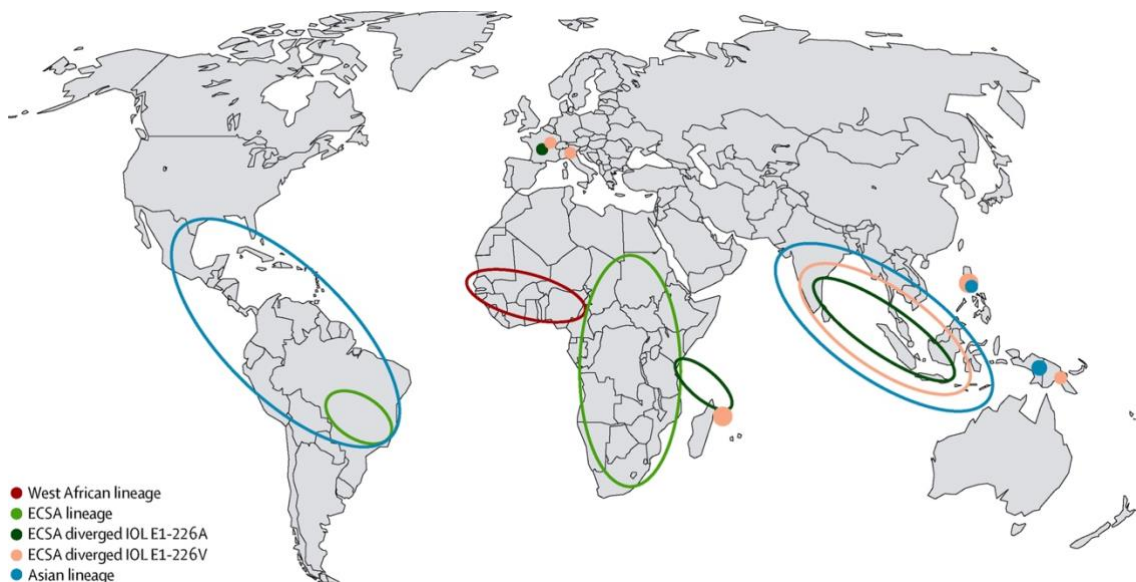 West African lineage
ECSA lineage
ECSA diverged IOL E1-226A
ECSA diverged IOL E1-226V
Asian lineage